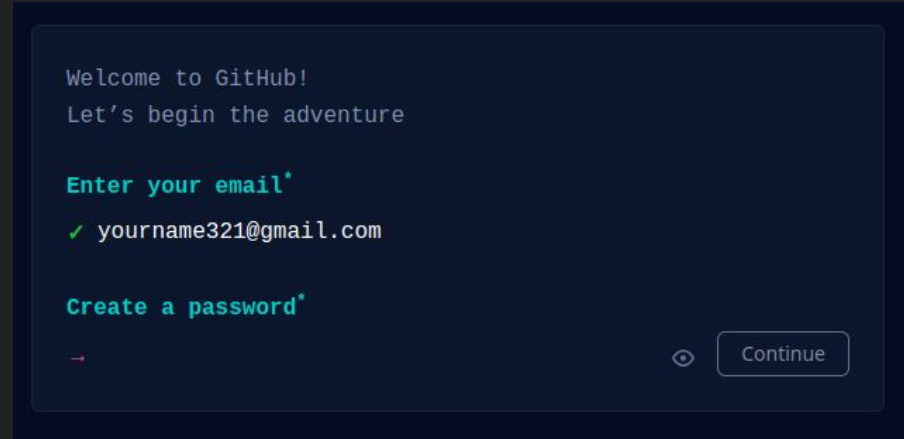 Welcome to GitHub!
Let’s begin the adventure
Enter your email*
✓ yourname321@gmail.com
Create a password*
→
Continue